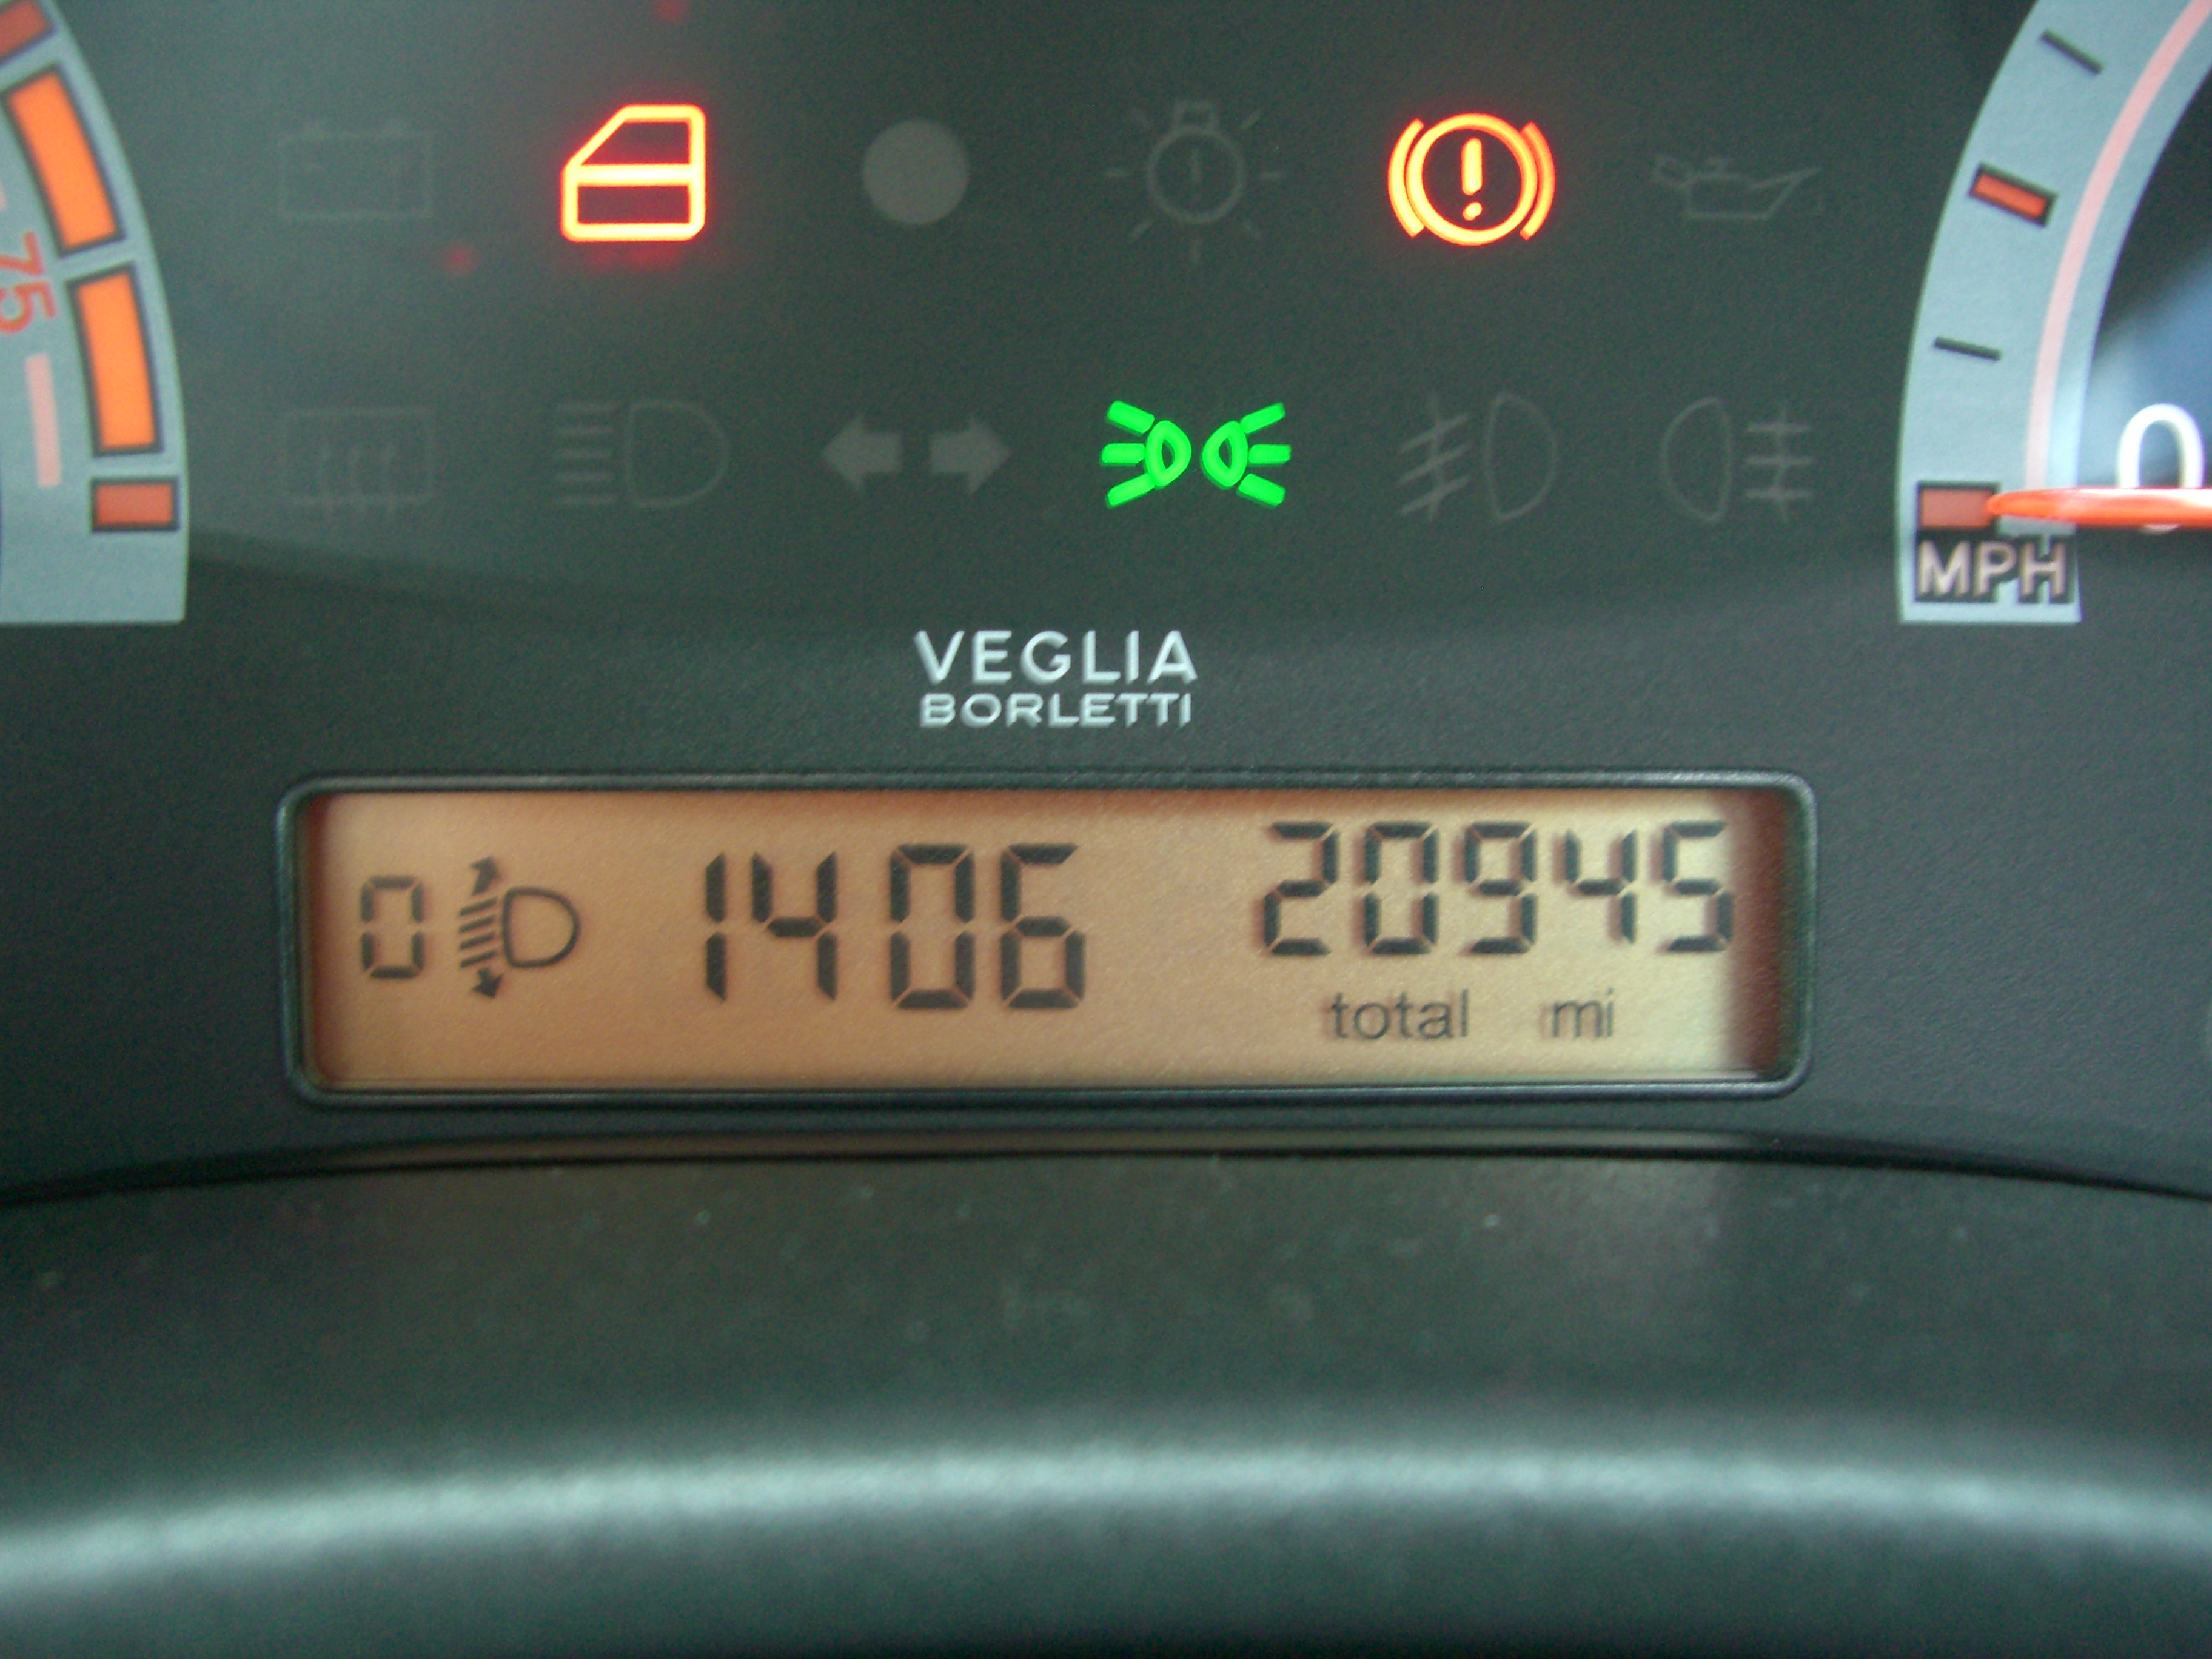 75
0
MPH
VEGLIA
BORLETTI
0 1406 20945
total mi